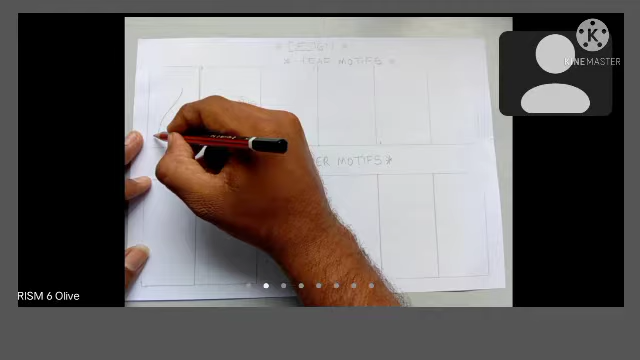 * DESIGN *
* LEAF MOTIFS *
KINEMASTER
ER MOTIFS *
RISM 6 Olive